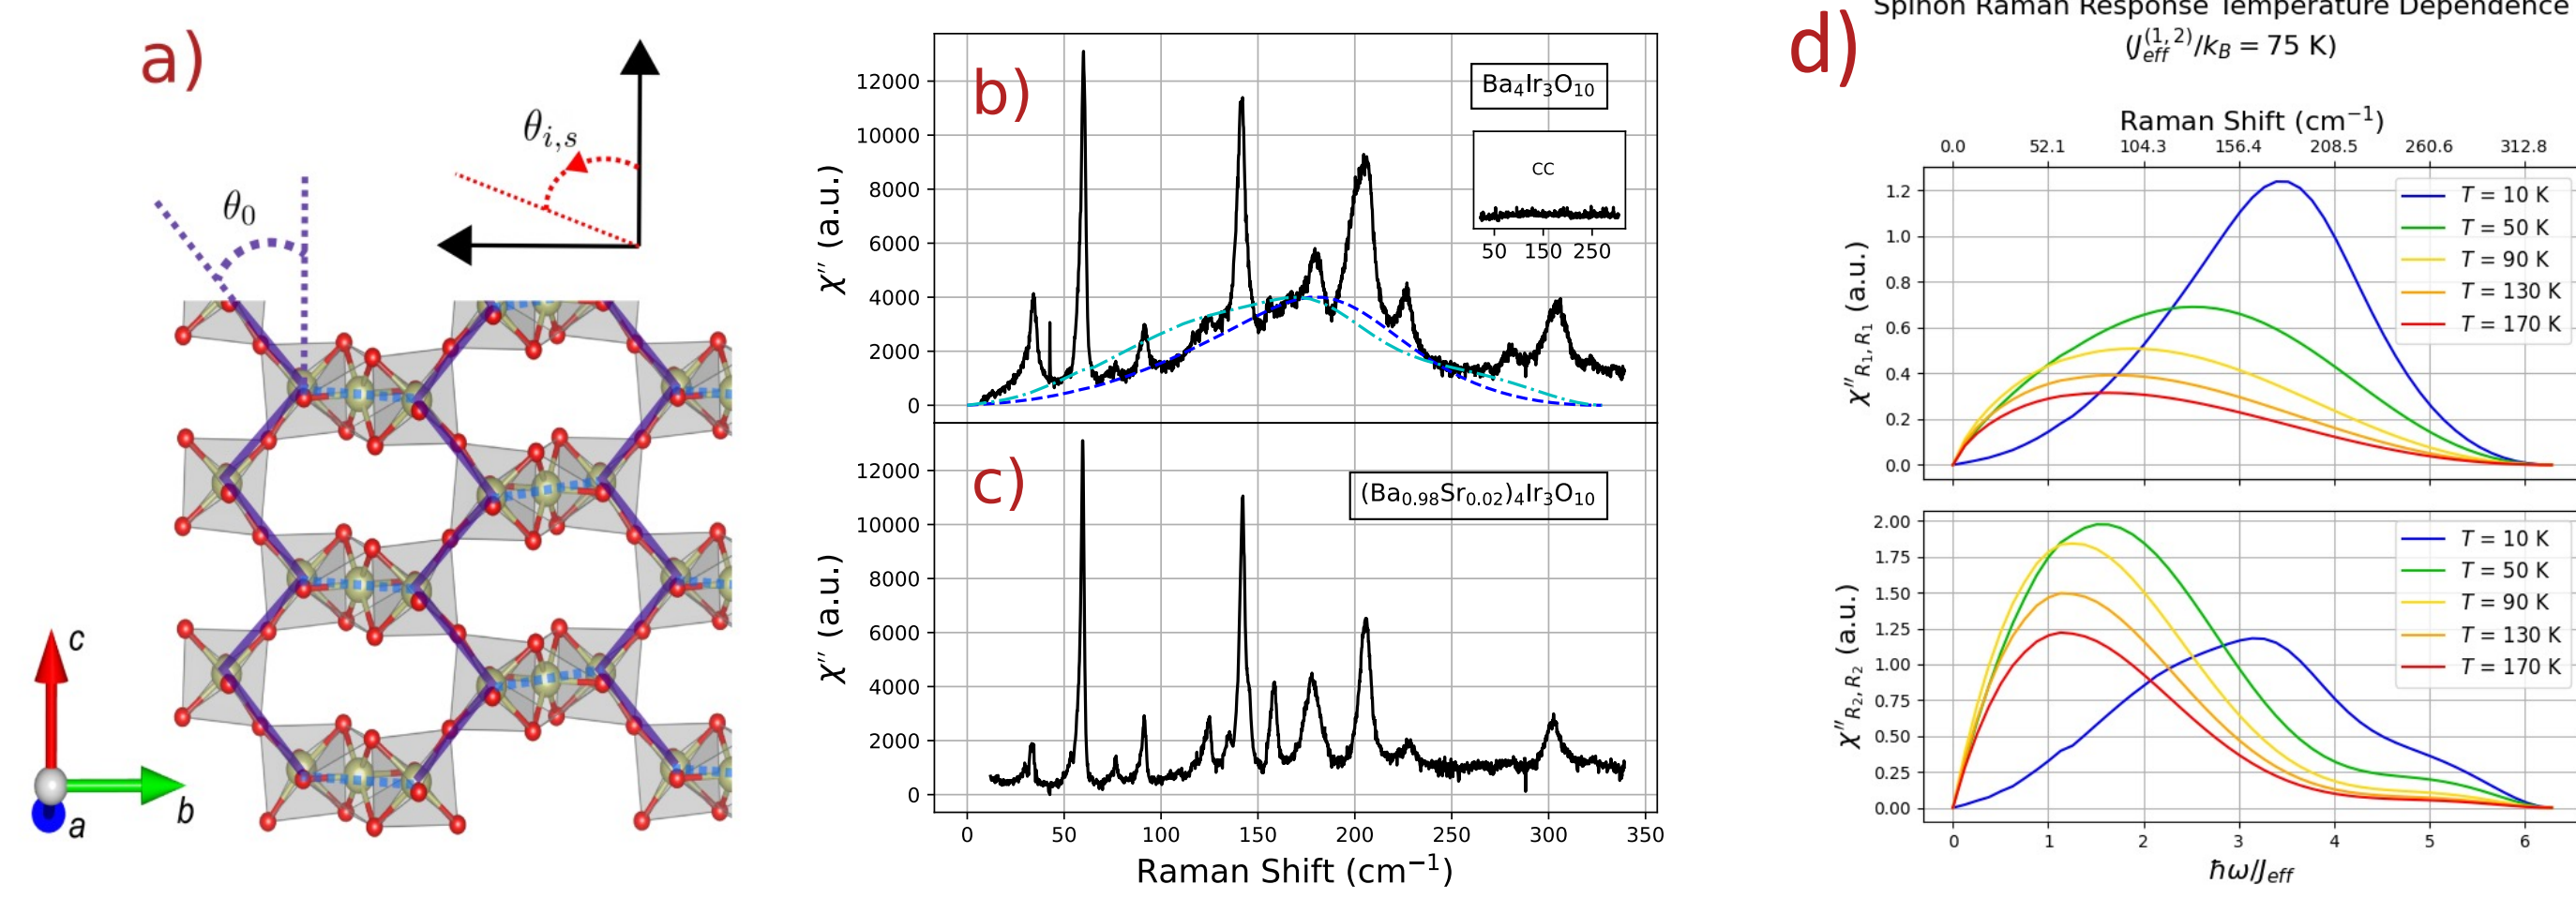 a)
θi,s
θ0
c
b
a
b)
Ba4Ir3O10
CC
50 150 250
12000
10000
8000
6000
4000
2000
0
χ′′ (a.u.)
c)
(Ba0.98Sr0.02)4Ir3O10
12000
10000
8000
6000
4000
2000
0
χ′′ (a.u.)
0 50 100 150 200 250 300 350
Raman Shift (cm−1)
d)
Spinon Raman Response Temperature Dependence
(Jeff(1,2)/kB = 75 K)
Raman Shift (cm−1)
0.0 52.1 104.3 156.4 208.5 260.6 312.8
1.2
1.0
0.8
0.6
0.4
0.2
0.0
χ′′R1,R1 (a.u.)
T = 10 K
T = 50 K
T = 90 K
T = 130 K
T = 170 K
2.00
1.75
1.50
1.25
1.00
0.75
0.50
0.25
0.00
χ′′R2,R2 (a.u.)
T = 10 K
T = 50 K
T = 90 K
T = 130 K
T = 170 K
0 1 2 3 4 5 6
ħω/Jeff